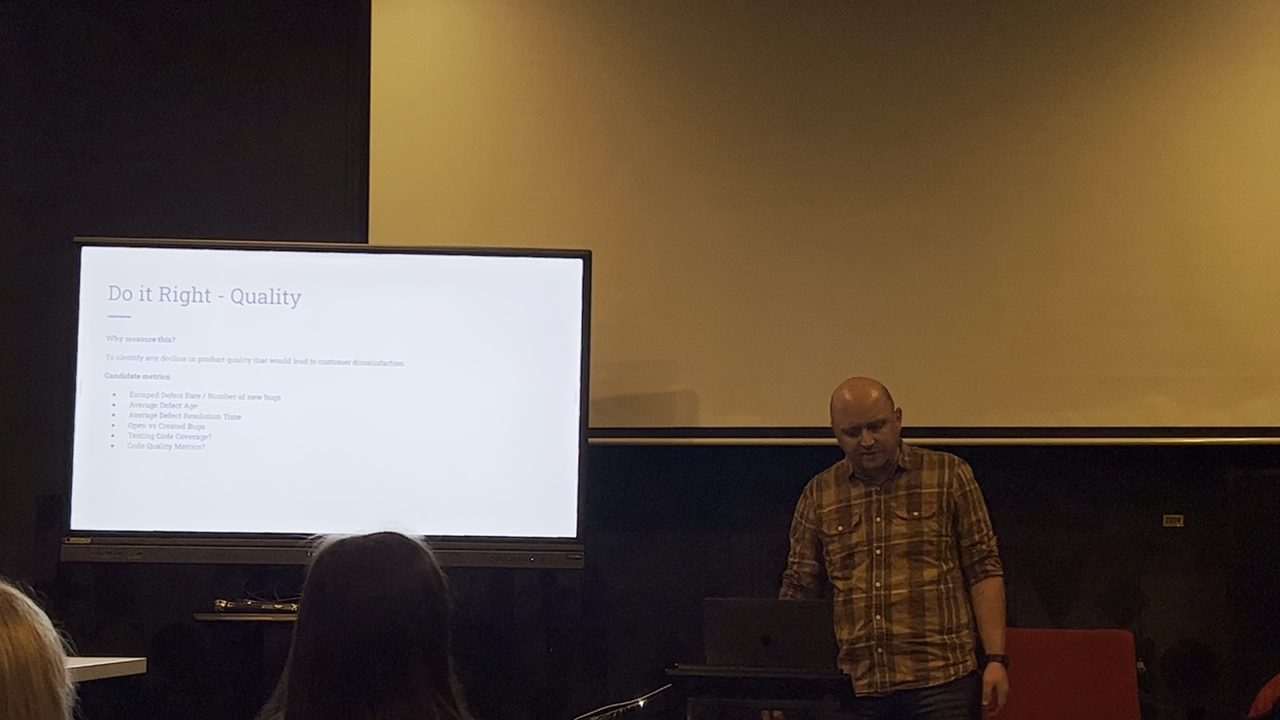 Do it Right - Quality
Why measure this?
To identify any decline in product quality that would lead to customer dissatisfaction.
Candidate metrics:
Escaped Defect Rate / Number of new bugs
Average Defect Age
Average Defect Resolution Time
Open vs Created Bugs
Testing Code Coverage?
Code Quality Metrics?